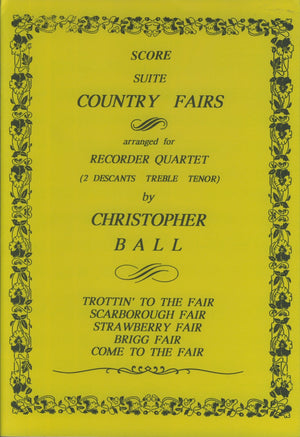 SCORE
SUITE
COUNTRY FAIRS
arranged for
RECORDER QUARTET
(2 DESCANTS TREBLE TENOR)
by
CHRISTOPHER
BALL
TROTTIN' TO THE FAIR
SCARBOROUGH FAIR
STRAWBERRY FAIR
BRIGG FAIR
COME TO THE FAIR